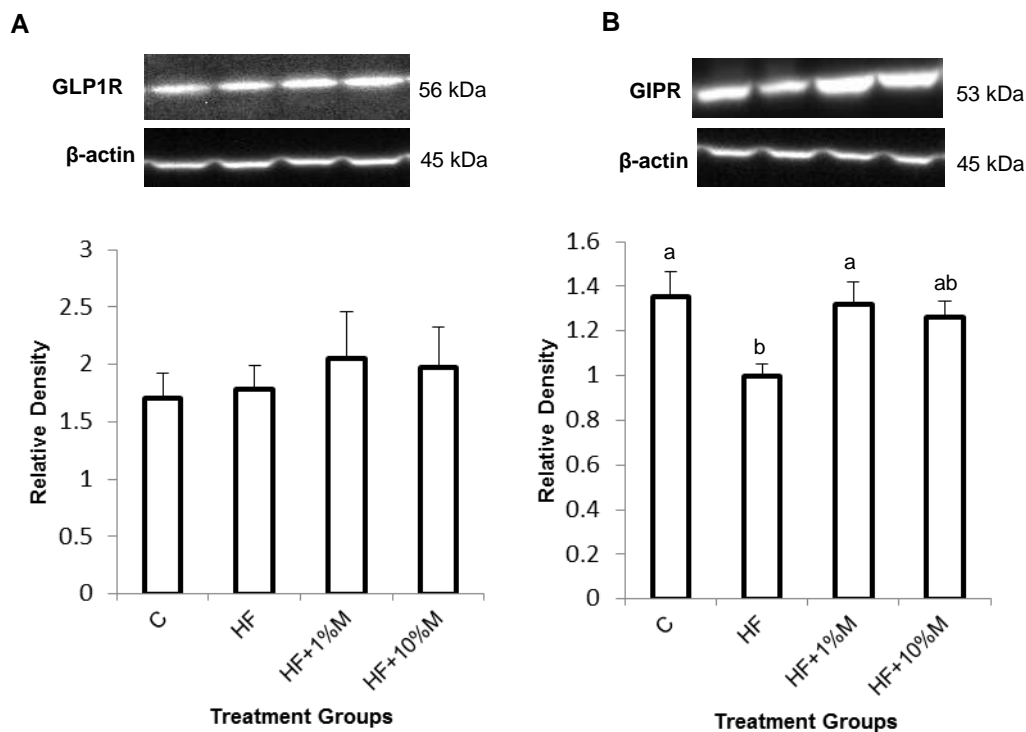 A
GLP1R
56 kDa
β-actin
45 kDa
3
2.5
2
1.5
1
0.5
0
Relative Density
C
HF
HF+1%M
HF+10%M
Treatment Groups
B
GIPR
53 kDa
β-actin
45 kDa
1.6
1.4
1.2
1
0.8
0.6
0.4
0.2
0
Relative Density
a
b
a
ab
C
HF
HF+1%M
HF+10%M
Treatment Groups